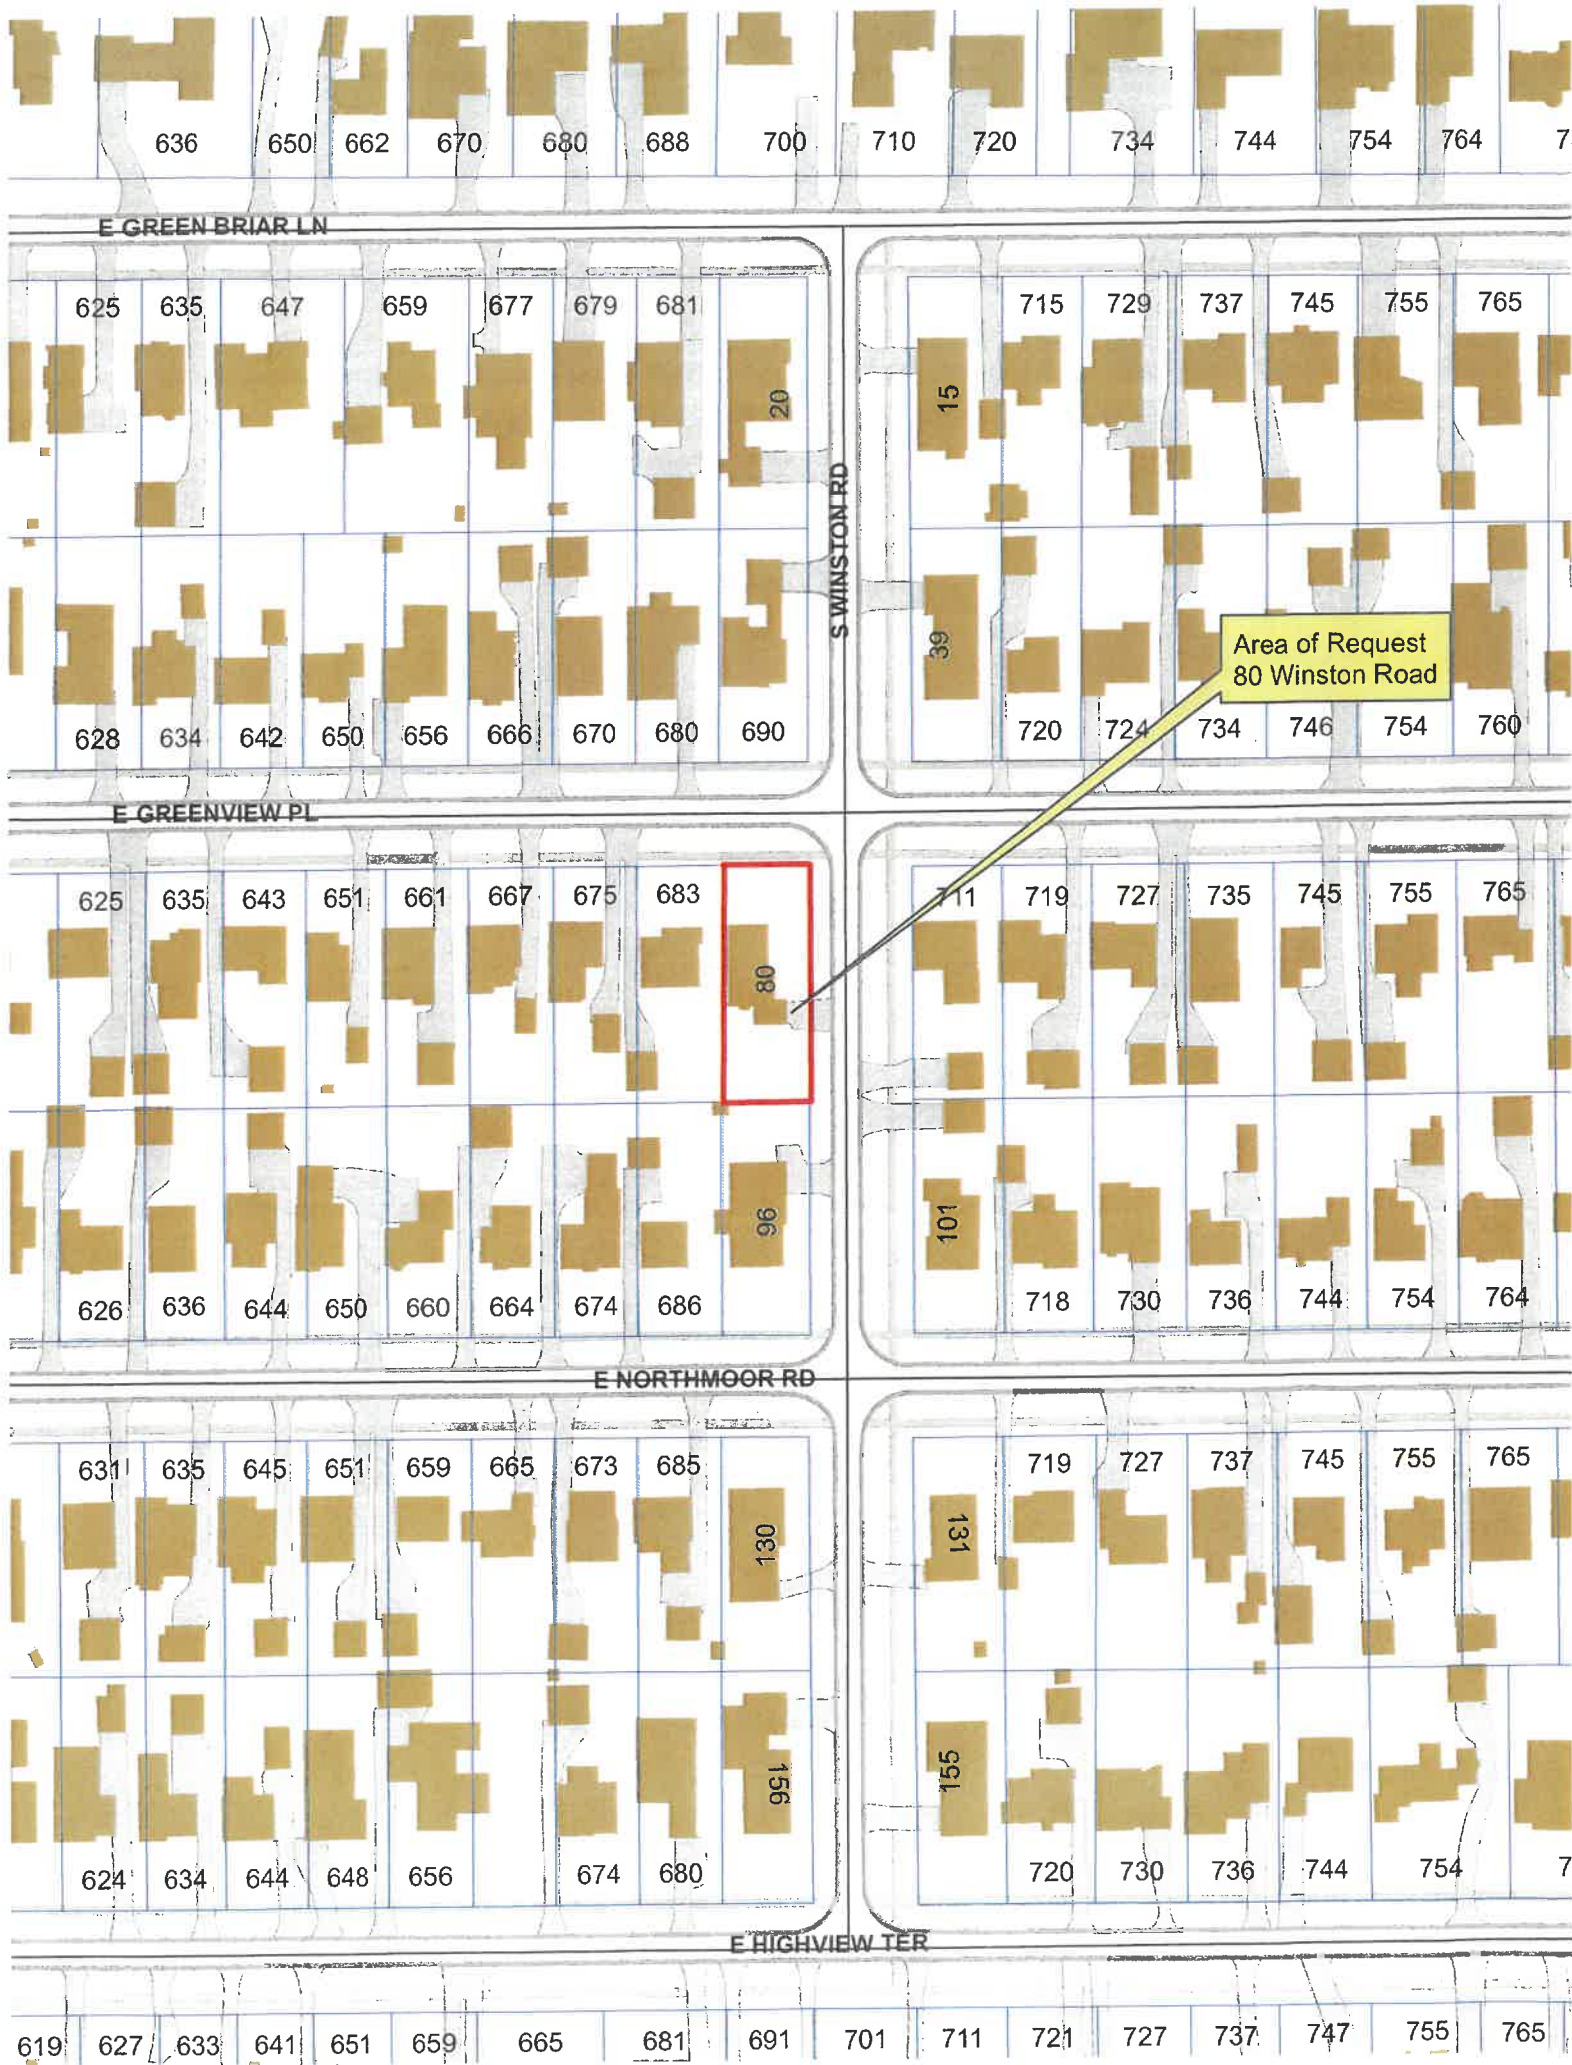 636 650 662 670 680 688 700 710 720 734 744 754 764 7
E GREEN BRIAR LN
625 635 647 659 677 679 681 715 729 737 745 755 765
20
15
S WINSTON RD
39
Area of Request
80 Winston Road
628 634 642 650 656 666 670 680 690 720 724 734 746 754 760
E GREENVIEW PL
625 635 643 651 661 667 675 683 711 719 727 735 745 755 765
80
96
101
626 636 644 650 660 664 674 686 718 730 736 744 754 764
E NORTHMOOR RD
631 635 645 651 659 665 673 685 719 727 737 745 755 765
130
131
156
155
624 634 644 648 656 674 680 720 730 736 744 754 7
E HIGHVIEW TER
619 627 633 641 651 659 665 681 691 701 711 721 727 737 747 755 765